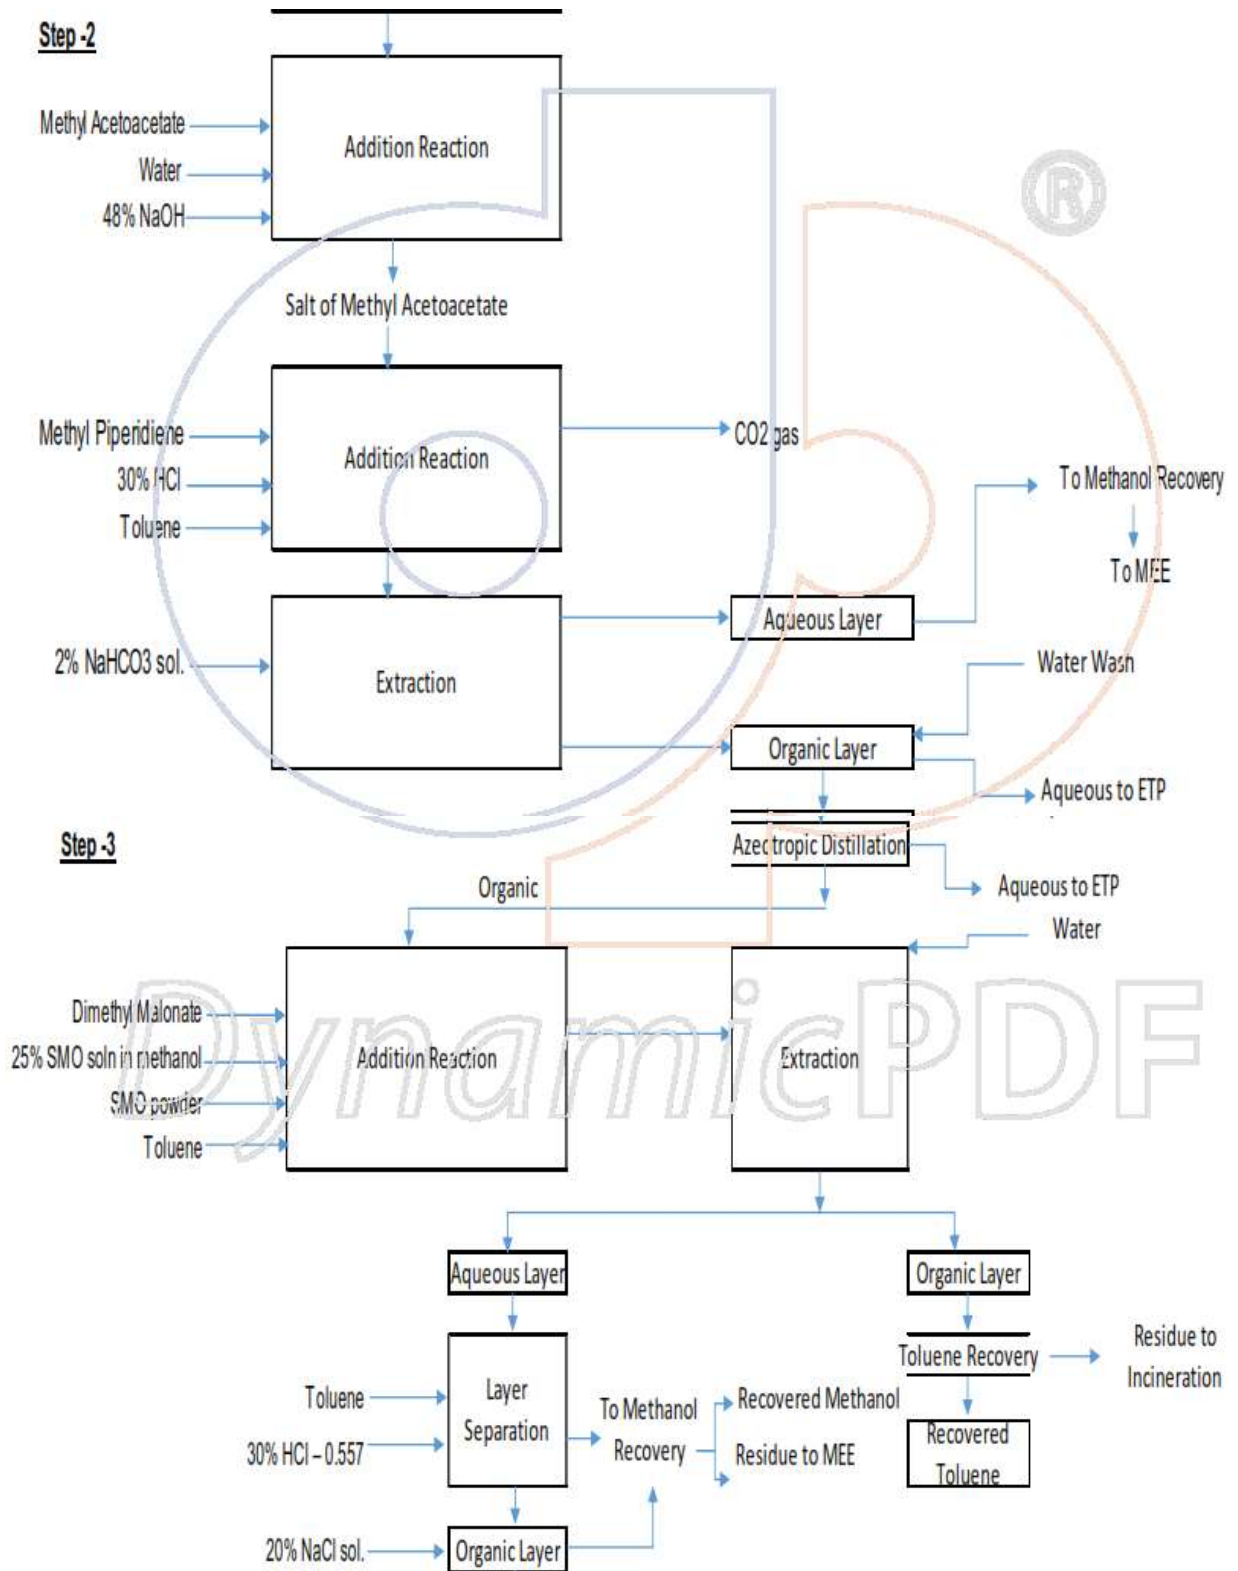 Step -2
Methyl Acetoacetate
Water
48% NaOH
Addition Reaction
Salt of Methyl Acetoacetate
Methyl Piperidiene
30% HCl
Toluene
Addition Reaction
CO2 gas
To Methanol Recovery
To MEE
2% NaHCO3 sol.
Extraction
Aqueous Layer
Water Wash
Organic Layer
Aqueous to ETP
Step -3
Azeotropic Distillation
Aqueous to ETP
Organic
Water
Dimethyl Malonate
25% SMO soln in methanol
SMO powder
Toluene
Addition Reaction
Extraction
Aqueous Layer
Organic Layer
Toluene
30% HCl – 0.557
Layer
Separation
To Methanol
Recovery
Recovered Methanol
Residue to MEE
Toluene Recovery
Residue to
Incineration
Recovered
Toluene
20% NaCl sol.
Organic Layer
®
DynamicPDF